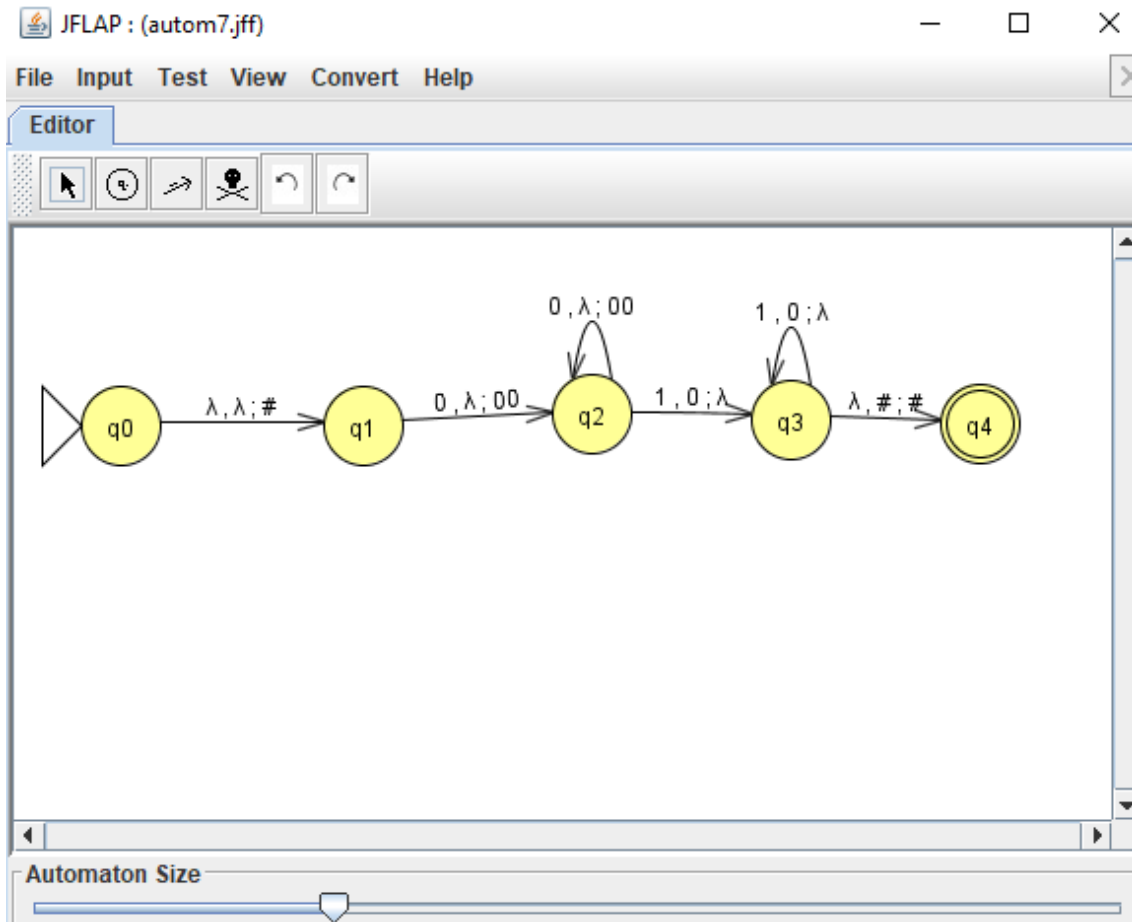 JFLAP : (autom7.jff)
File Input Test View Convert Help
Editor
0 , λ ; 00
1 , 0 ; λ
λ , λ ; #
0 , λ ; 00
1 , 0 ; λ
λ , # ; #
q0
q1
q2
q3
q4
Automaton Size